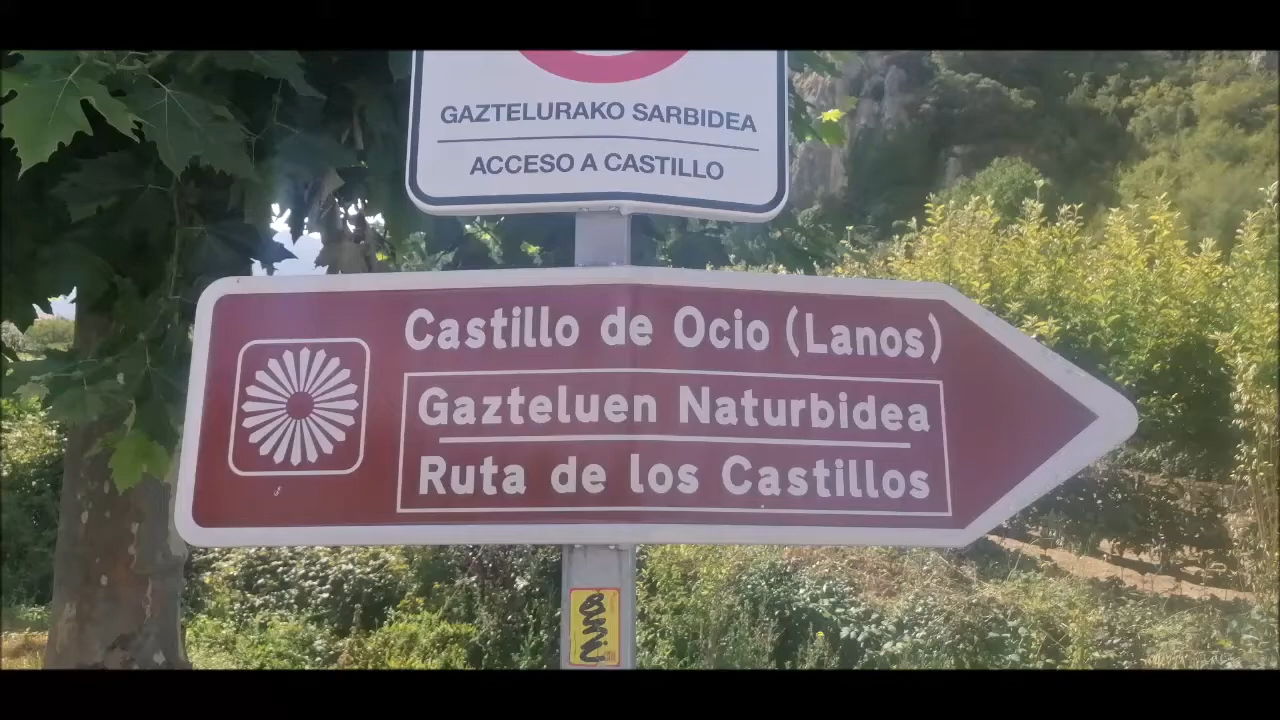 GAZTELURAKO SARBIDEA
ACCESO A CASTILLO
Castillo de Ocio (Lanos)
Gazteluen Naturbidea
Ruta de los Castillos